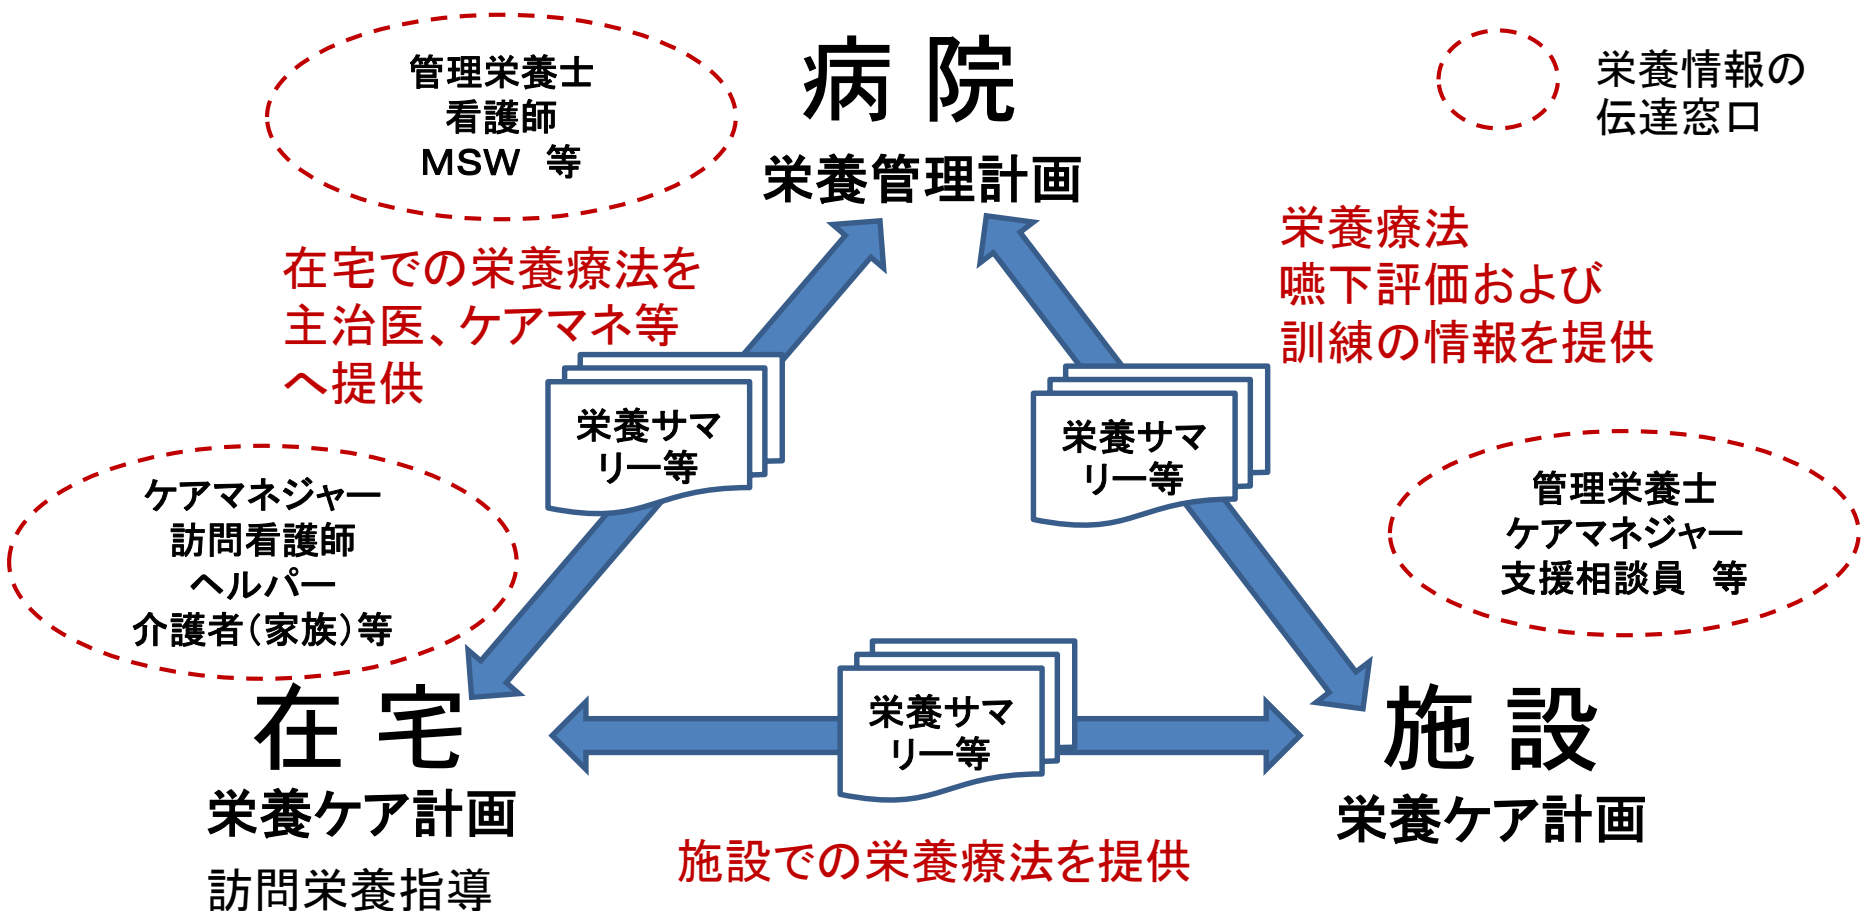 管理栄養士
看護師
MSW　等
病 院
栄養管理計画
栄養情報の
伝達窓口
在宅での栄養療法を
主治医、ケアマネ等
へ提供
栄養療法
嚥下評価および
訓練の情報を提供
栄養サマ
リー等
栄養サマ
リー等
ケアマネジャー
訪問看護師
ヘルパー
介護者（家族）等
管理栄養士
ケアマネジャー
支援相談員　等
在 宅
栄養ケア計画
訪問栄養指導
栄養サマ
リー等
施 設
栄養ケア計画
施設での栄養療法を提供